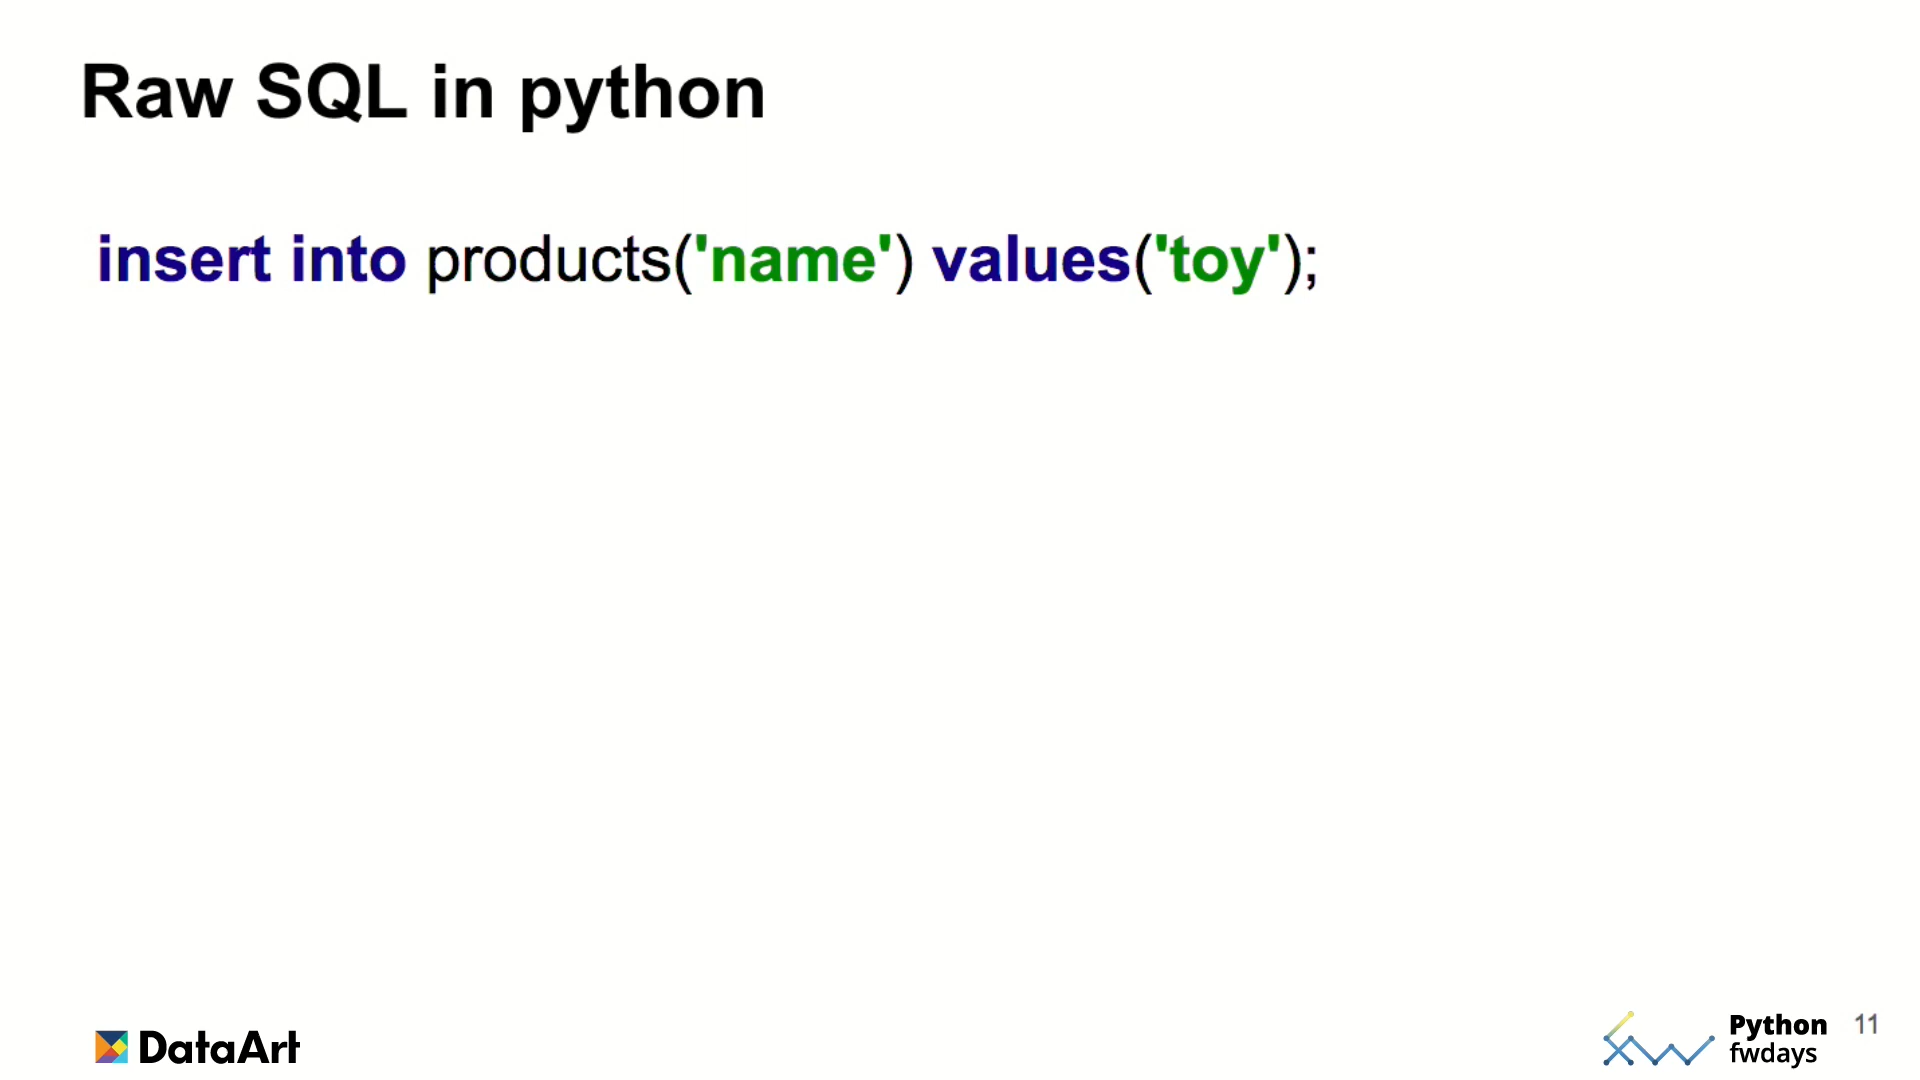 Raw SQL in python
insert into products('name') values('toy');
DataArt
Python
fwdays
11